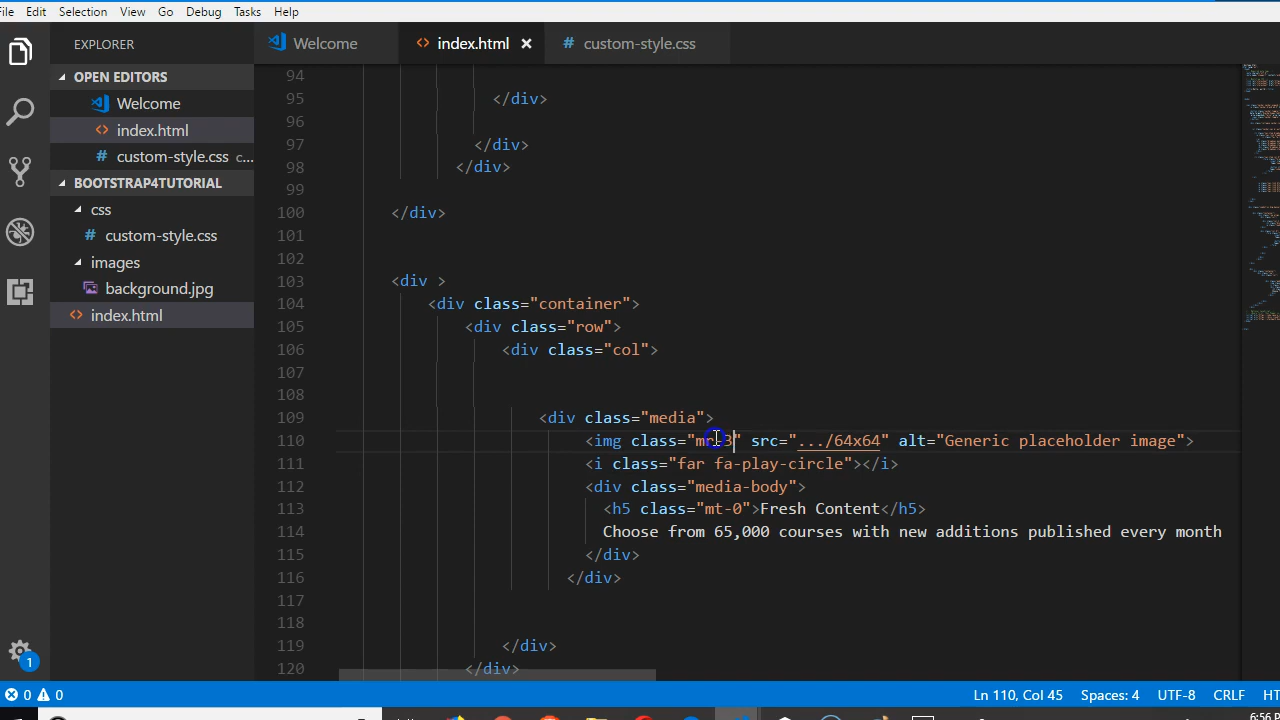 File Edit Selection View Go Debug Tasks Help
EXPLORER
OPEN EDITORS
Welcome
index.html
custom-style.css c...
BOOTSTRAP4TUTORIAL
css
custom-style.css
images
background.jpg
index.html
1
Welcome index.html custom-style.css
94
95 </div>
96
97 </div>
98 </div>
99
100 </div>
101
102
103 <div >
104 <div class="container">
105 <div class="row">
106 <div class="col">
107
108
109 <div class="media">
110 <img class="mr-3" src=".../64x64" alt="Generic placeholder image">
111 <i class="far fa-play-circle"></i>
112 <div class="media-body">
113 <h5 class="mt-0">Fresh Content</h5>
114 Choose from 65,000 courses with new additions published every month
115 </div>
116 </div>
117
118
119 </div>
120 </div>
0 0 Ln 110, Col 45 Spaces: 4 UTF-8 CRLF HT
6:56 P